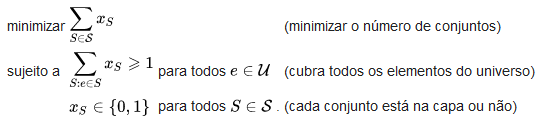 minimizar ∑_{S∈𝒮} x_S (minimizar o número de conjuntos)
sujeito a ∑_{S:e∈S} x_S ⩾ 1 para todos e ∈ 𝒰 (cubra todos os elementos do universo)
x_S ∈ {0,1} para todos S ∈ 𝒮 . (cada conjunto está na capa ou não)